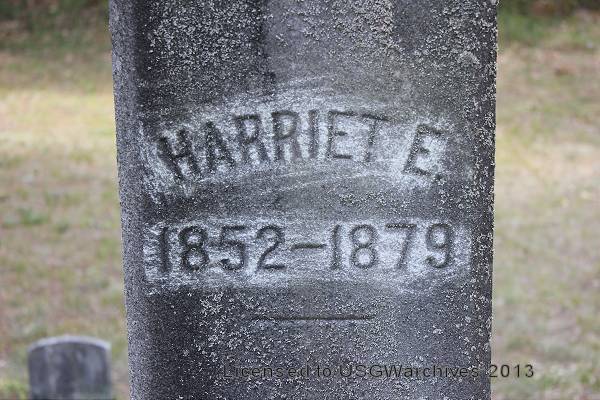 HARRIET E.
1852–1879
Licensed to USGWarchives 2013